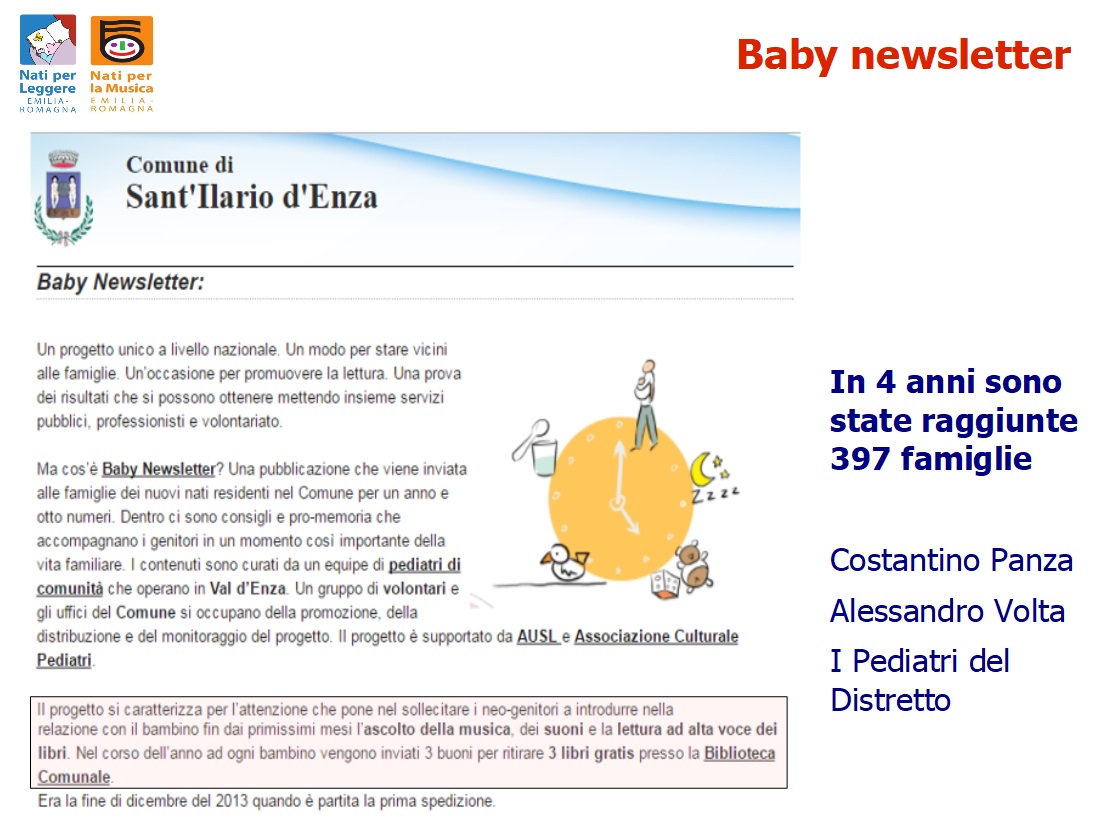 Nati per
Leggere
EMILIA-
ROMAGNA
Nati per
la Musica
EMILIA-
ROMAGNA
Baby newsletter
Comune di
Sant'Ilario d'Enza
Baby Newsletter:
Un progetto unico a livello nazionale. Un modo per stare vicini
alle famiglie. Un'occasione per promuovere la lettura. Una prova
dei risultati che si possono ottenere mettendo insieme servizi
pubblici, professionisti e volontariato.
Ma cos'è Baby Newsletter? Una pubblicazione che viene inviata
alle famiglie dei nuovi nati residenti nel Comune per un anno e
otto numeri. Dentro ci sono consigli e pro-memoria che
accompagnano i genitori in un momento così importante della
vita familiare. I contenuti sono curati da un equipe di pediatri di
comunità che operano in Val d'Enza. Un gruppo di volontari e
gli uffici del Comune si occupano della promozione, della
distribuzione e del monitoraggio del progetto. Il progetto è supportato da AUSL e Associazione Culturale
Pediatri.
Il progetto si caratterizza per l'attenzione che pone nel sollecitare i neo-genitori a introdurre nella
relazione con il bambino fin dai primissimi mesi l'ascolto della musica, dei suoni e la lettura ad alta voce dei
libri. Nel corso dell'anno ad ogni bambino vengono inviati 3 buoni per ritirare 3 libri gratis presso la Biblioteca
Comunale.
Era la fine di dicembre del 2013 quando è partita la prima spedizione.
Zzzz
In 4 anni sono
state raggiunte
397 famiglie
Costantino Panza
Alessandro Volta
I Pediatri del
Distretto